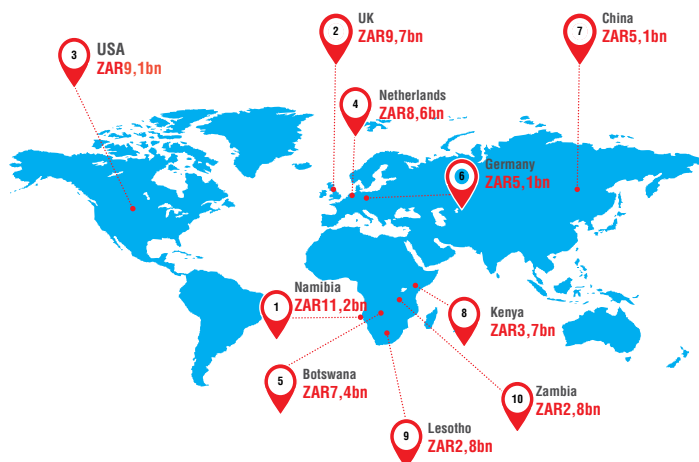 2
UK
ZAR9,7bn
7
China
ZAR5,1bn
3
USA
ZAR9,1bn
4
Netherlands
ZAR8,6bn
6
Germany
ZAR5,1bn
1
Namibia
ZAR11,2bn
8
Kenya
ZAR3,7bn
5
Botswana
ZAR7,4bn
10
Zambia
ZAR2,8bn
9
Lesotho
ZAR2,8bn